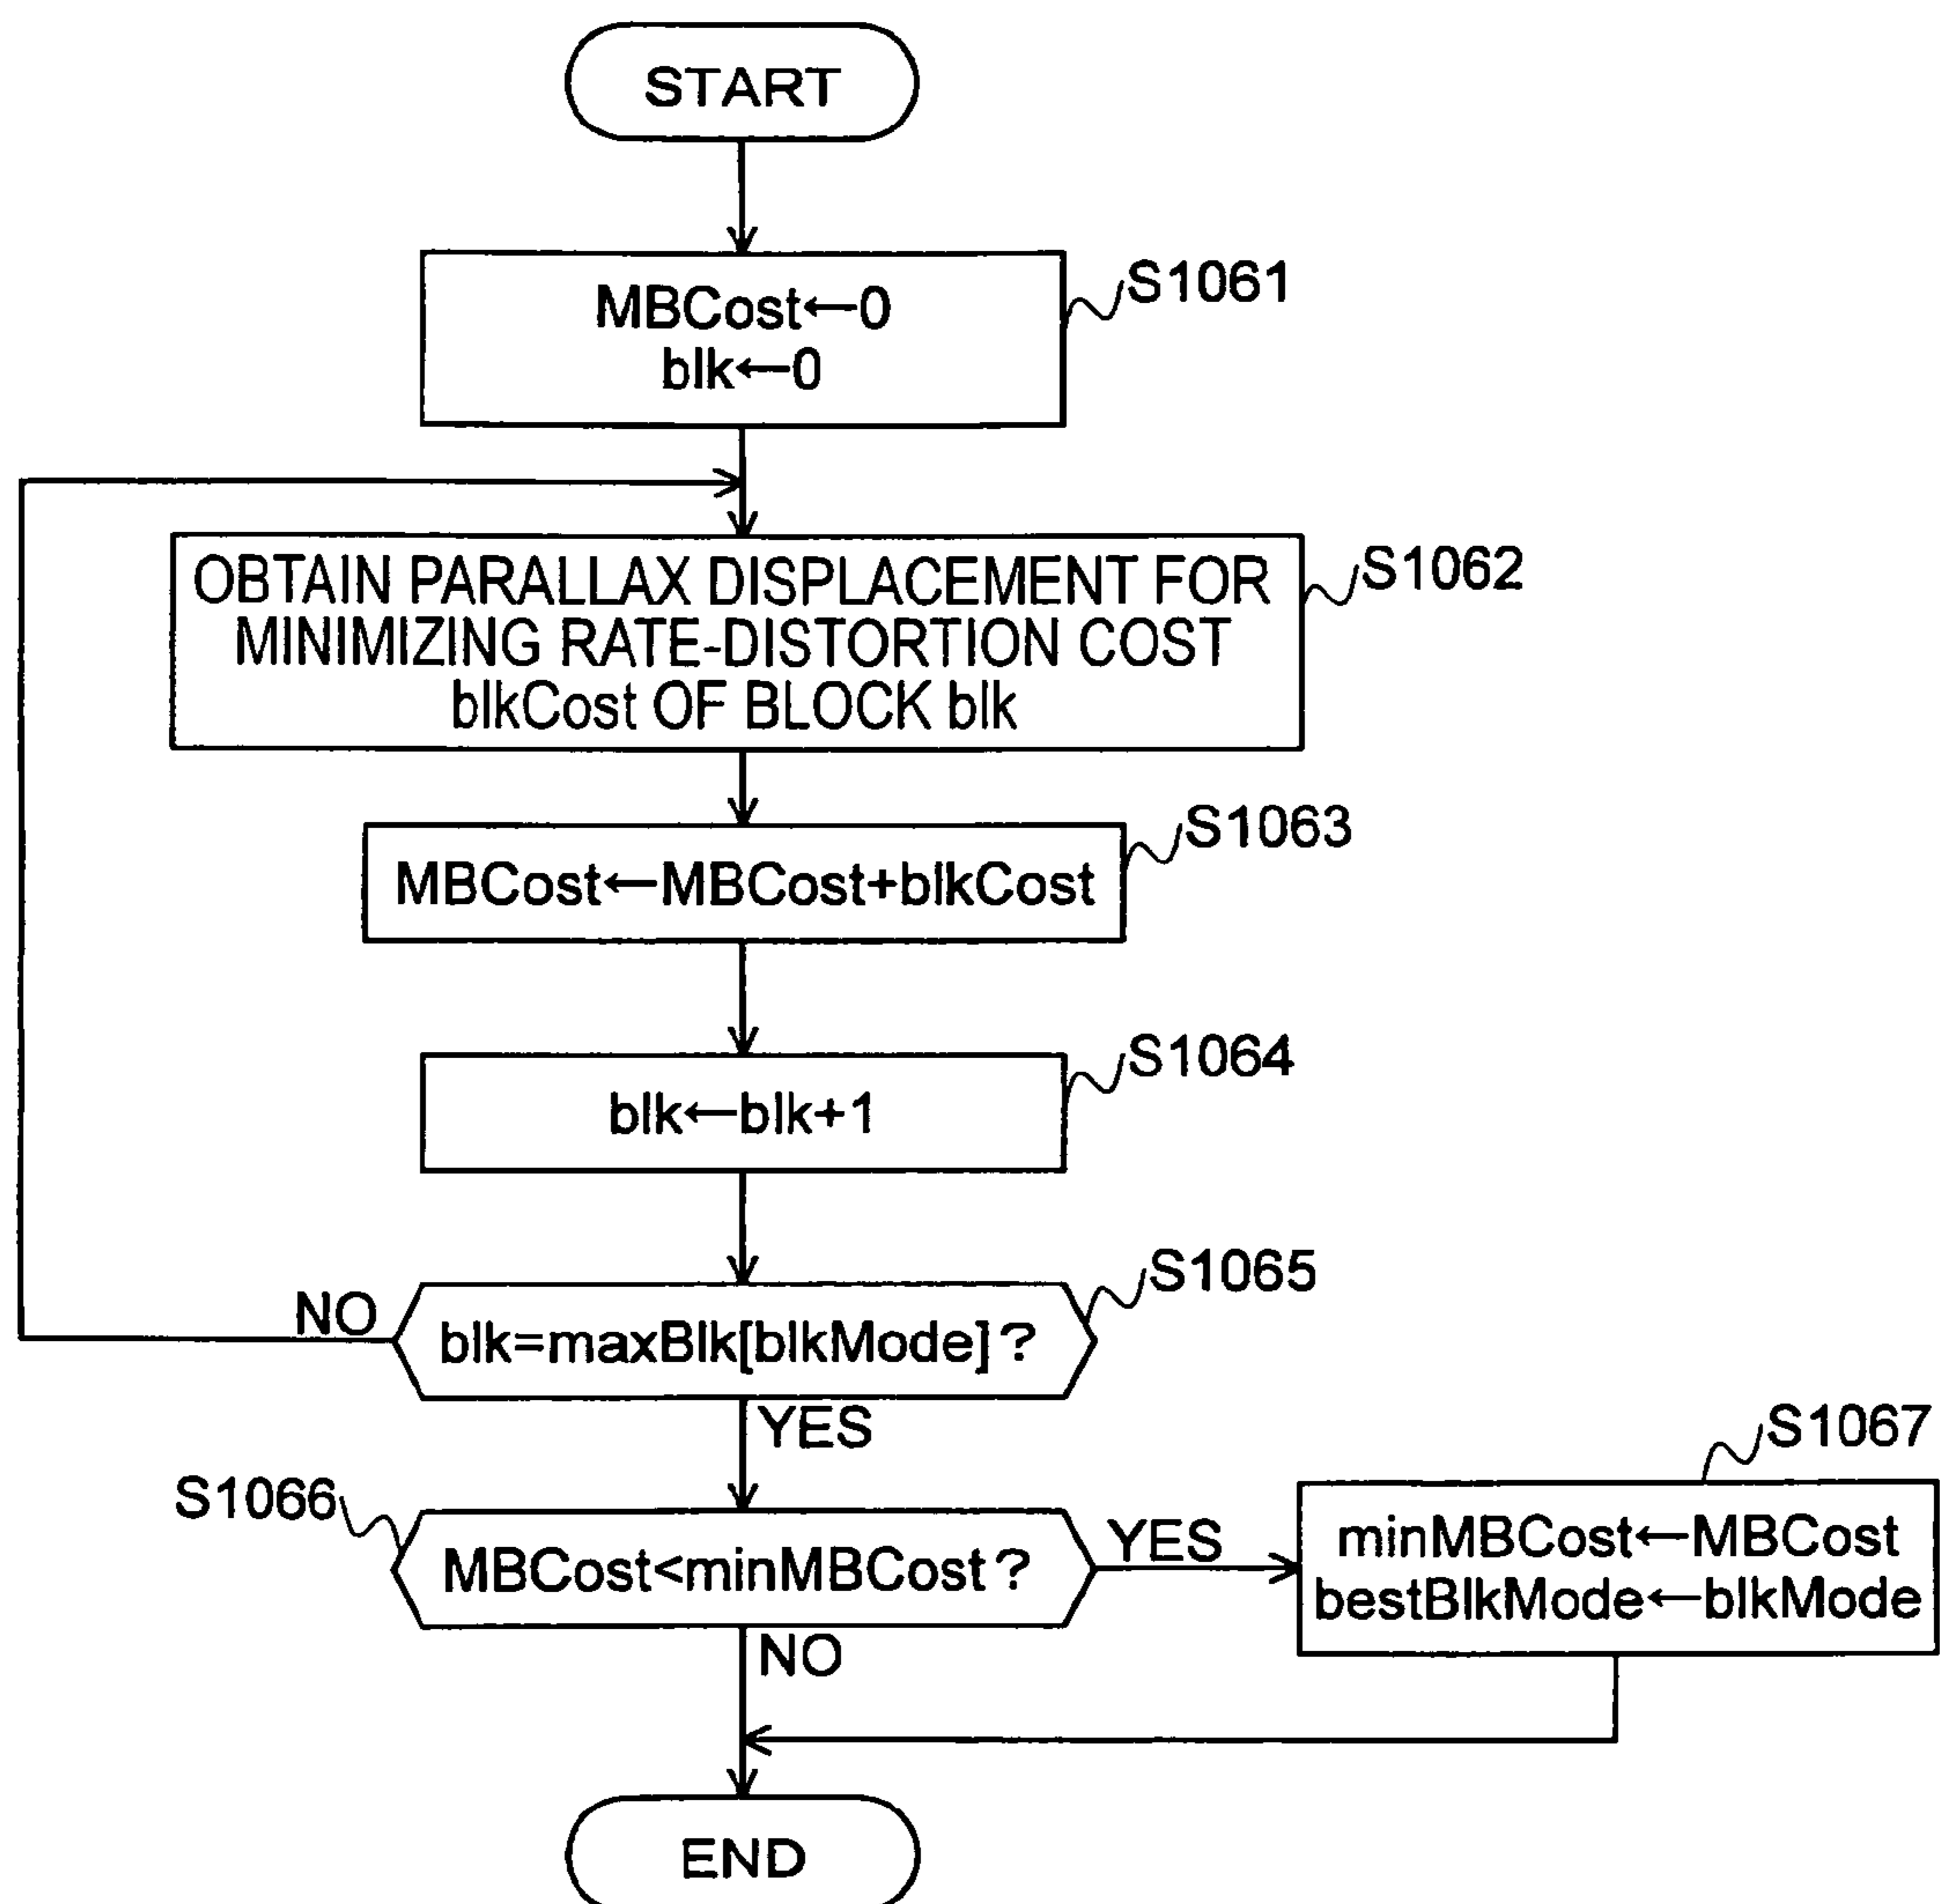 START
MBCost←0
blk←0
S1061
OBTAIN PARALLAX DISPLACEMENT FOR
MINIMIZING RATE-DISTORTION COST
blkCost OF BLOCK blk
S1062
MBCost←MBCost+blkCost
S1063
blk←blk+1
S1064
blk=maxBlk[blkMode]?
S1065
NO
YES
S1066
MBCost<minMBCost?
YES
S1067
minMBCost←MBCost
bestBlkMode←blkMode
NO
END